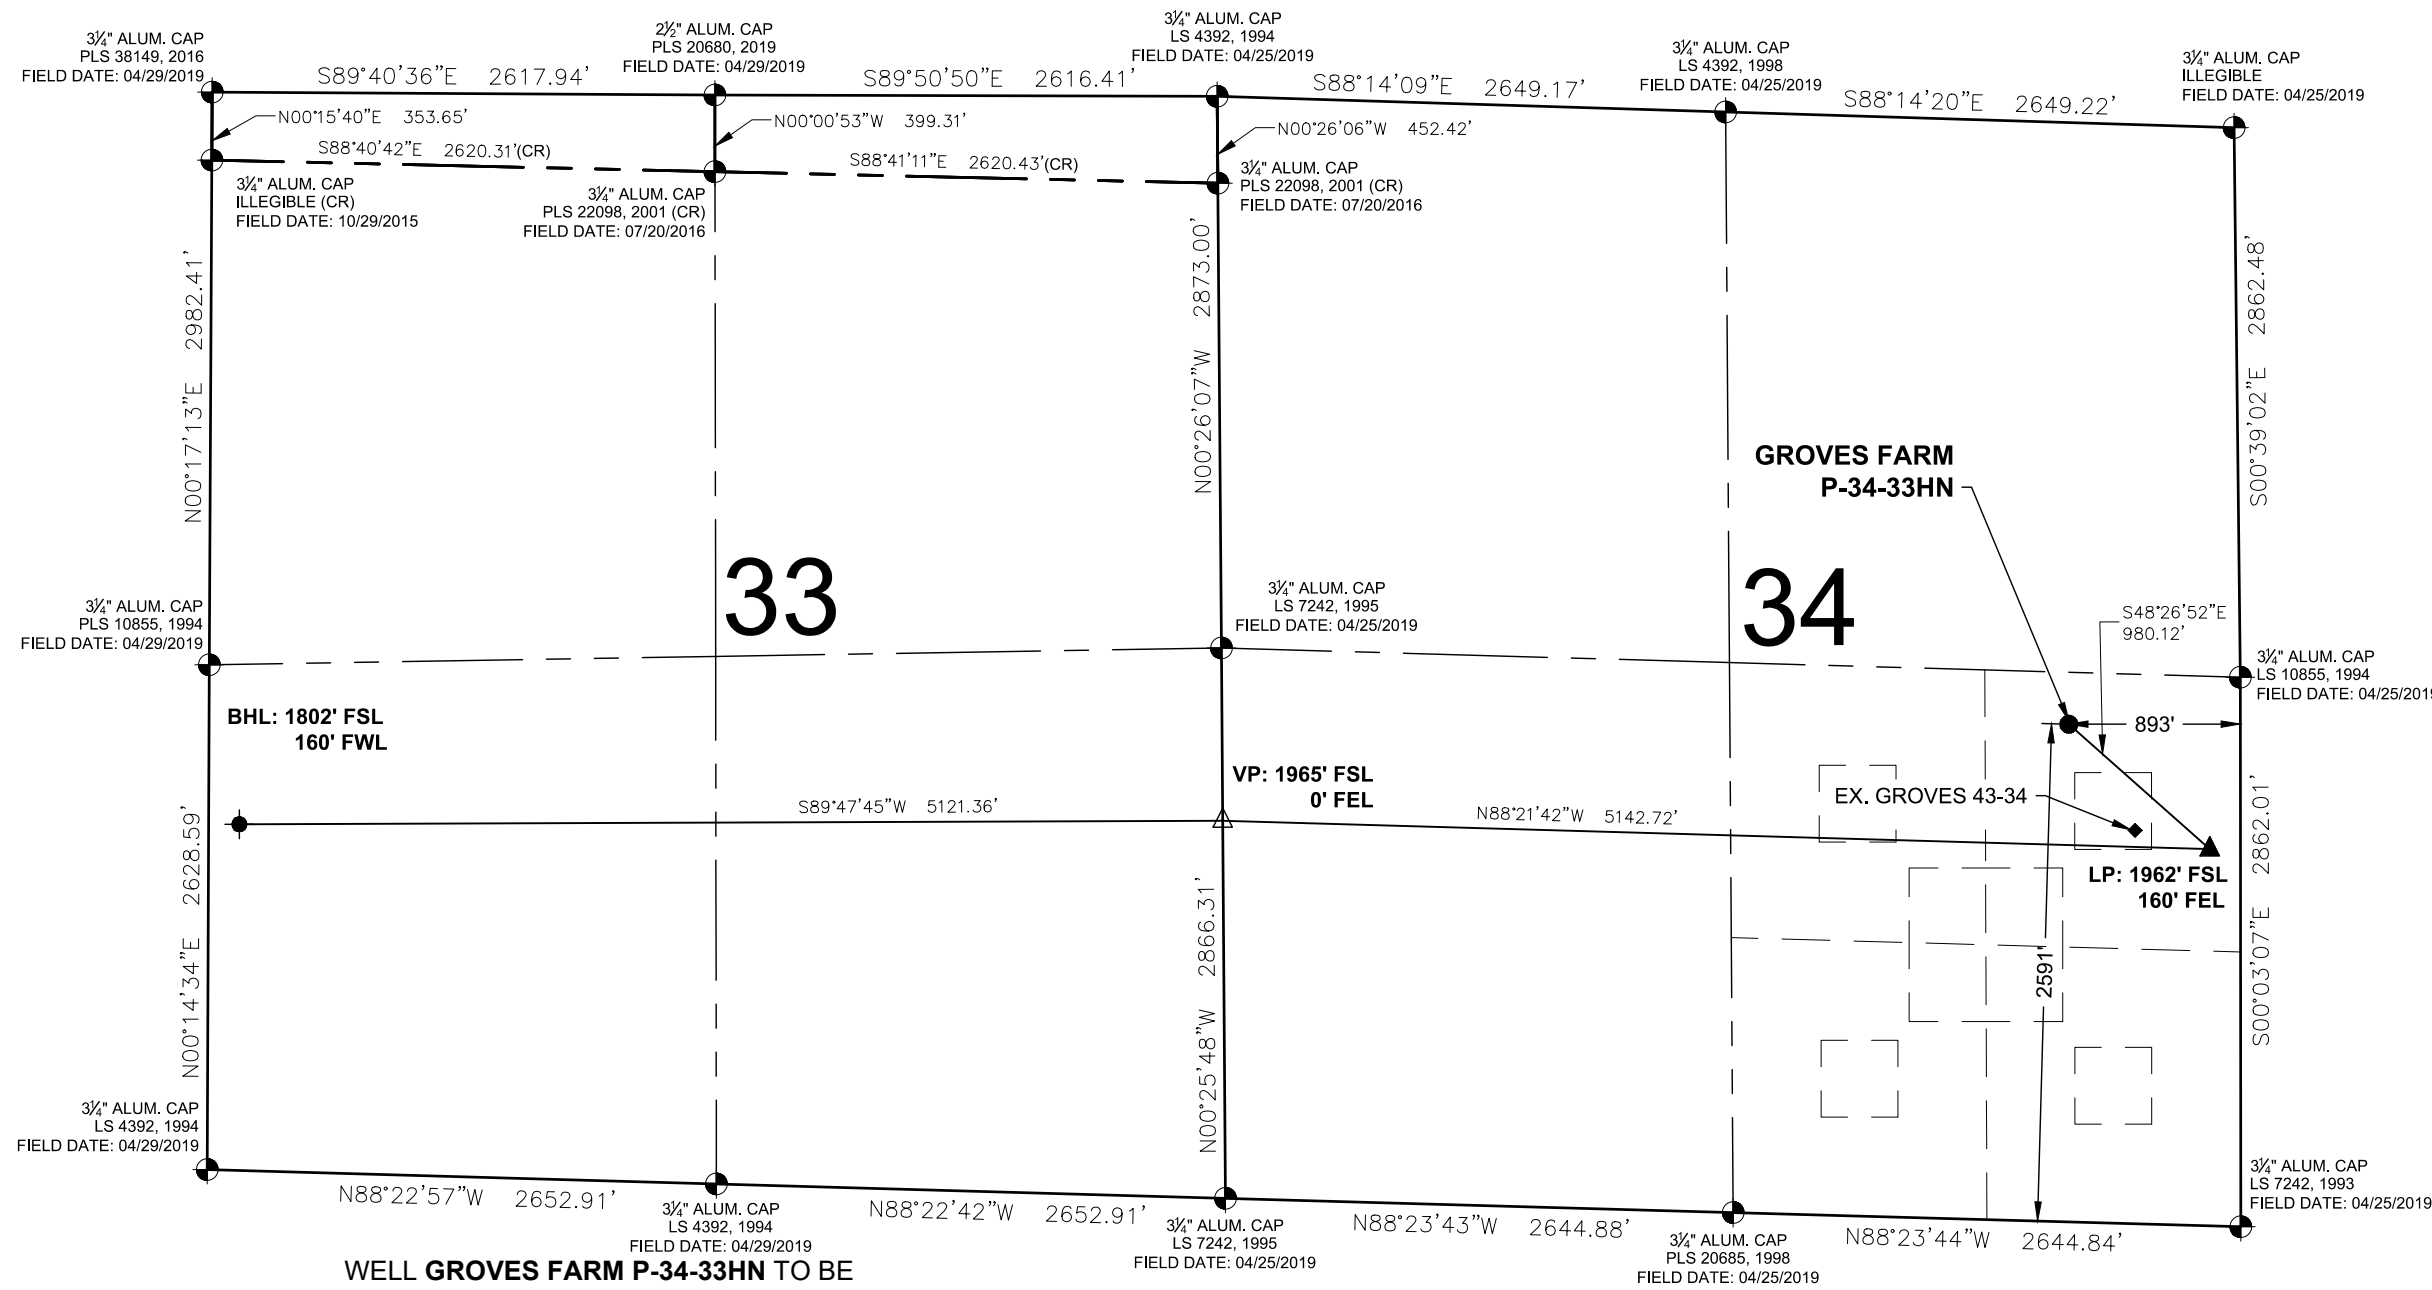 3¼" ALUM. CAP
PLS 38149, 2016
FIELD DATE: 04/29/2019
2½" ALUM. CAP
PLS 20680, 2019
FIELD DATE: 04/29/2019
3¼" ALUM. CAP
LS 4392, 1994
FIELD DATE: 04/25/2019
3¼" ALUM. CAP
LS 4392, 1998
FIELD DATE: 04/25/2019
3¼" ALUM. CAP
ILLEGIBLE
FIELD DATE: 04/25/2019
S89°40'36"E 2617.94'
S89°50'50"E 2616.41'
S88°14'09"E 2649.17'
S88°14'20"E 2649.22'
N00°15'40"E 353.65'
N00°00'53"W 399.31'
N00°26'06"W 452.42'
S88°40'42"E 2620.31'(CR)
S88°41'11"E 2620.43'(CR)
3¼" ALUM. CAP
ILLEGIBLE (CR)
FIELD DATE: 10/29/2015
3¼" ALUM. CAP
PLS 22098, 2001 (CR)
FIELD DATE: 07/20/2016
3¼" ALUM. CAP
PLS 22098, 2001 (CR)
FIELD DATE: 07/20/2016
N00°17'13"E 2982.41'
N00°26'07"W 2873.00'
S00°39'02"E 2862.48'
GROVES FARM
P-34-33HN
33
34
3¼" ALUM. CAP
PLS 10855, 1994
FIELD DATE: 04/29/2019
3¼" ALUM. CAP
LS 7242, 1995
FIELD DATE: 04/25/2019
S48°26'52"E
980.12'
3¼" ALUM. CAP
LS 10855, 1994
FIELD DATE: 04/25/2019
BHL: 1802' FSL
160' FWL
893'
VP: 1965' FSL
0' FEL
EX. GROVES 43-34
S89°47'45"W 5121.36'
N88°21'42"W 5142.72'
LP: 1962' FSL
160' FEL
N00°14'34"E 2628.59'
N00°25'48"W 2866.31'
2591'
S00°03'07"E 2862.01'
3¼" ALUM. CAP
LS 4392, 1994
FIELD DATE: 04/29/2019
3¼" ALUM. CAP
LS 7242, 1993
FIELD DATE: 04/25/2019
N88°22'57"W 2652.91'
N88°22'42"W 2652.91'
N88°23'43"W 2644.88'
N88°23'44"W 2644.84'
3¼" ALUM. CAP
LS 4392, 1994
FIELD DATE: 04/29/2019
3¼" ALUM. CAP
LS 7242, 1995
FIELD DATE: 04/25/2019
3¼" ALUM. CAP
PLS 20685, 1998
FIELD DATE: 04/25/2019
WELL GROVES FARM P-34-33HN TO BE